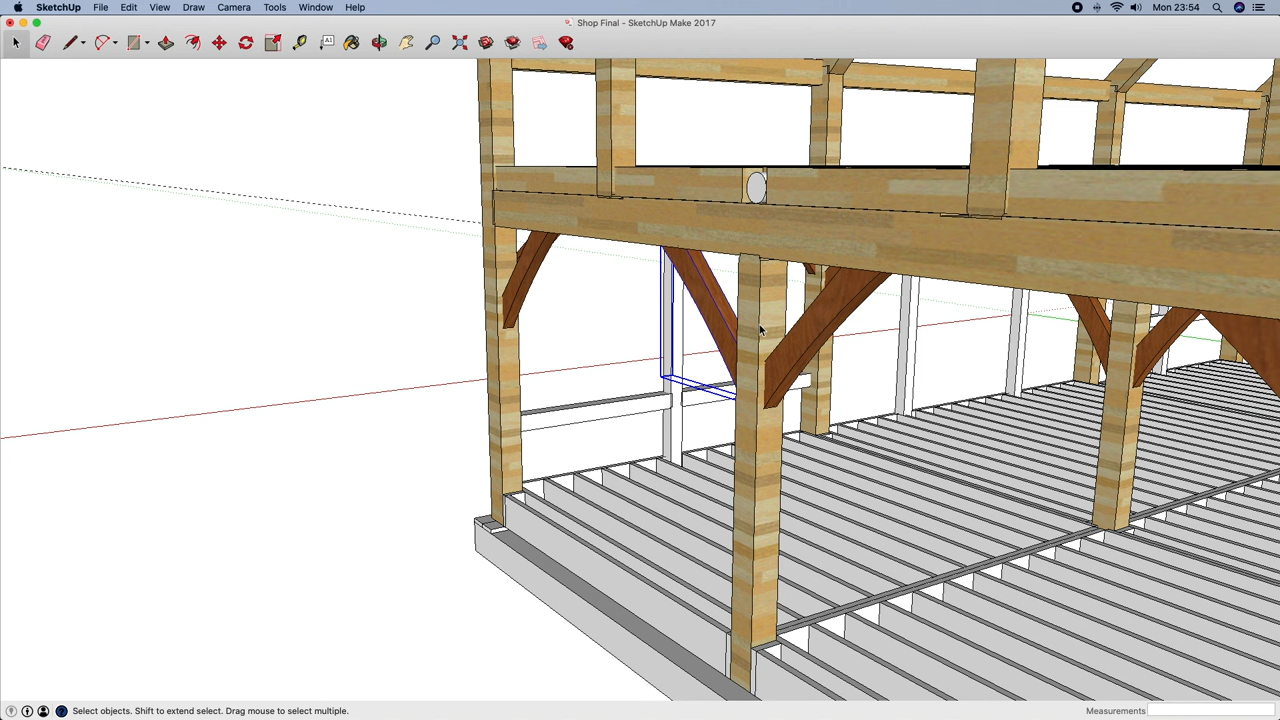 SketchUp File Edit View Draw Camera Tools Window Help Mon 23:54
Shop Final - SketchUp Make 2017
Select objects. Shift to extend select. Drag mouse to select multiple. Measurements